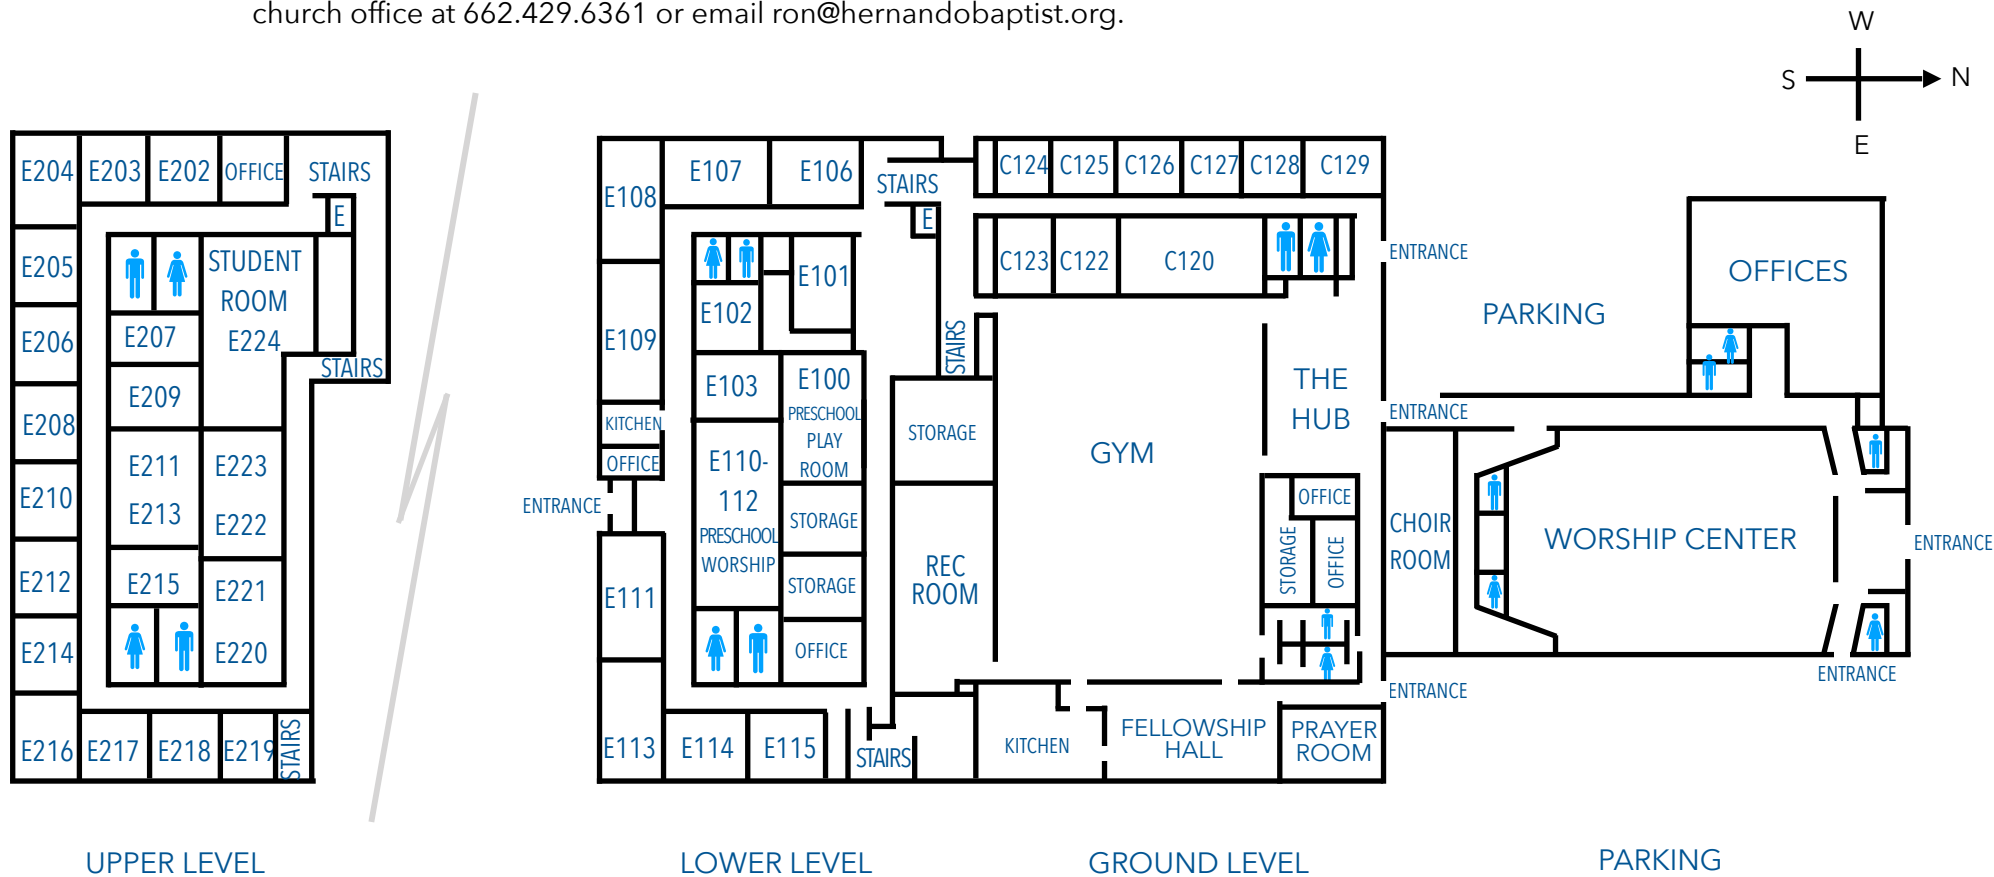 church office at 662.429.6361 or email ron@hernandobaptist.org.
W
S
N
E
E204
E203
E202
OFFICE
STAIRS
E
E205
STUDENT
ROOM
E224
E206
E207
STAIRS
E209
E208
E211
E223
E210
E213
E222
E212
E215
E221
E214
E220
E216
E217
E218
E219
STAIRS
UPPER LEVEL
E108
E107
E106
STAIRS
E
E101
E102
E109
STAIRS
E103
E100
PRESCHOOL
PLAY
ROOM
KITCHEN
OFFICE
STORAGE
E110-
112
PRESCHOOL
WORSHIP
ENTRANCE
STORAGE
STORAGE
REC
ROOM
E111
OFFICE
E113
E114
E115
STAIRS
LOWER LEVEL
C124
C125
C126
C127
C128
C129
C123
C122
C120
ENTRANCE
GYM
THE
HUB
ENTRANCE
OFFICE
STORAGE
OFFICE
ENTRANCE
KITCHEN
FELLOWSHIP
HALL
PRAYER
ROOM
GROUND LEVEL
PARKING
OFFICES
CHOIR
ROOM
WORSHIP CENTER
ENTRANCE
ENTRANCE
PARKING